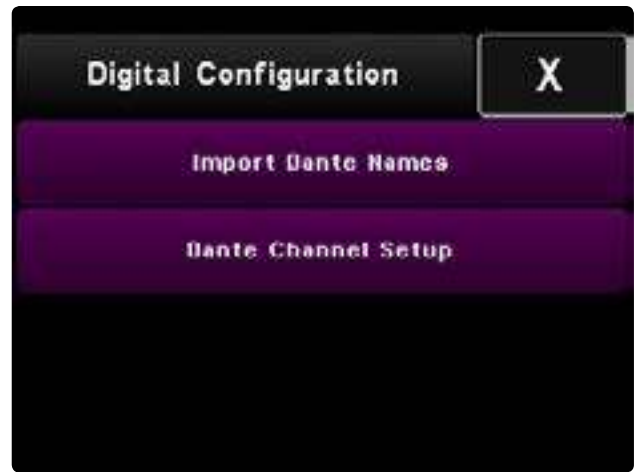 Digital Configuration X
Import Dante Names
Dante Channel Setup